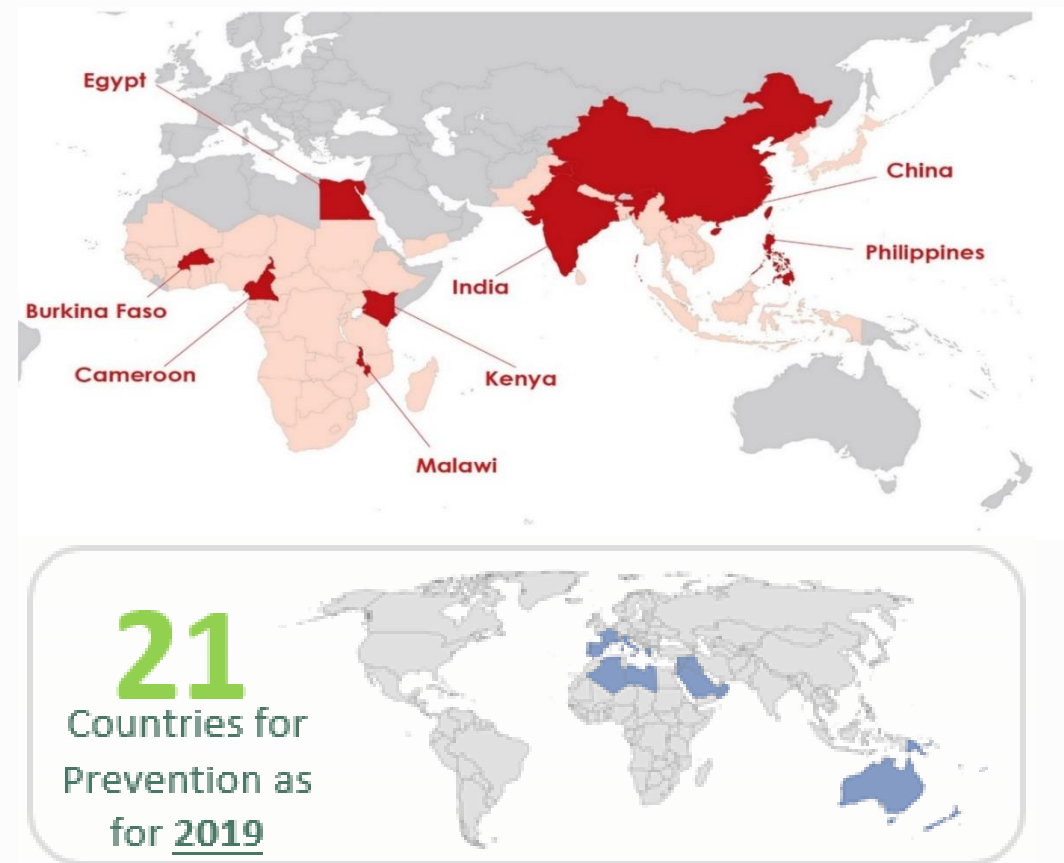 Egypt
China
Philippines
India
Burkina Faso
Cameroon
Kenya
Malawi
21
Countries for
Prevention as
for 2019